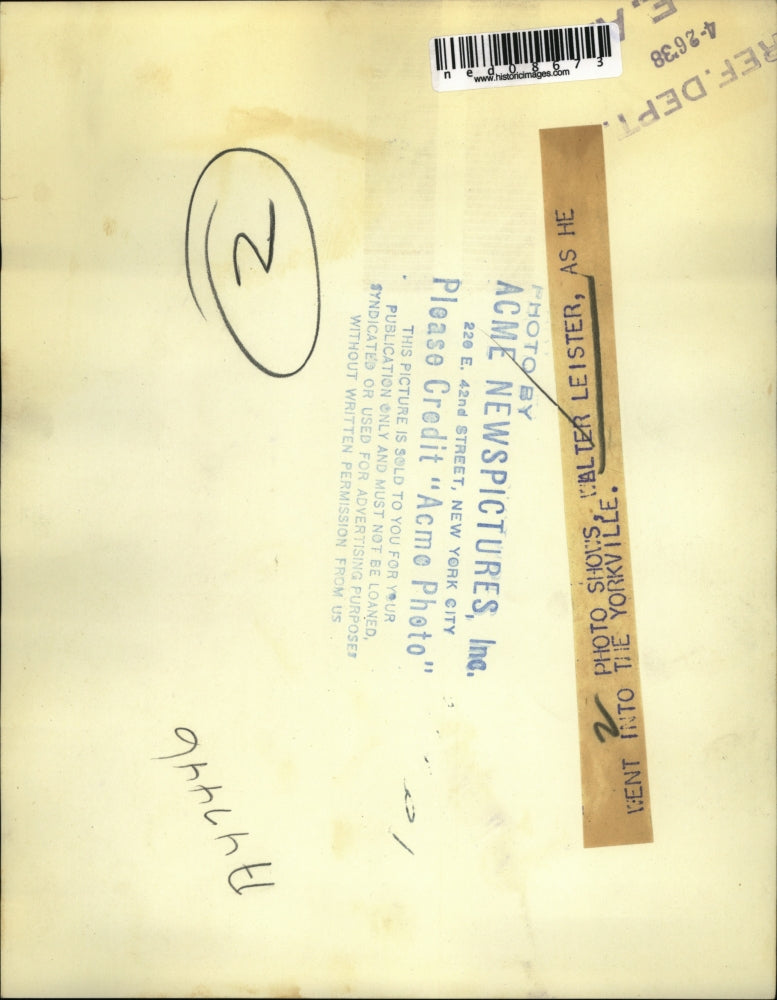 ned08673
www.historicimages.com
4-26'38
REF. DEPT.
2
PHOTO SHOWS, WALTER LEISTER, AS HE
WENT INTO THE YORKVILLE.
2
PHOTO BY
ACME NEWSPICTURES, Inc.
220 E. 42nd STREET, NEW YORK CITY
Please Credit "Acme Photo"
THIS PICTURE IS SOLD TO YOU FOR YOUR
PUBLICATION ONLY AND MUST NOT BE LOANED,
SYNDICATED OR USED FOR ADVERTISING PURPOSES
WITHOUT WRITTEN PERMISSION FROM US